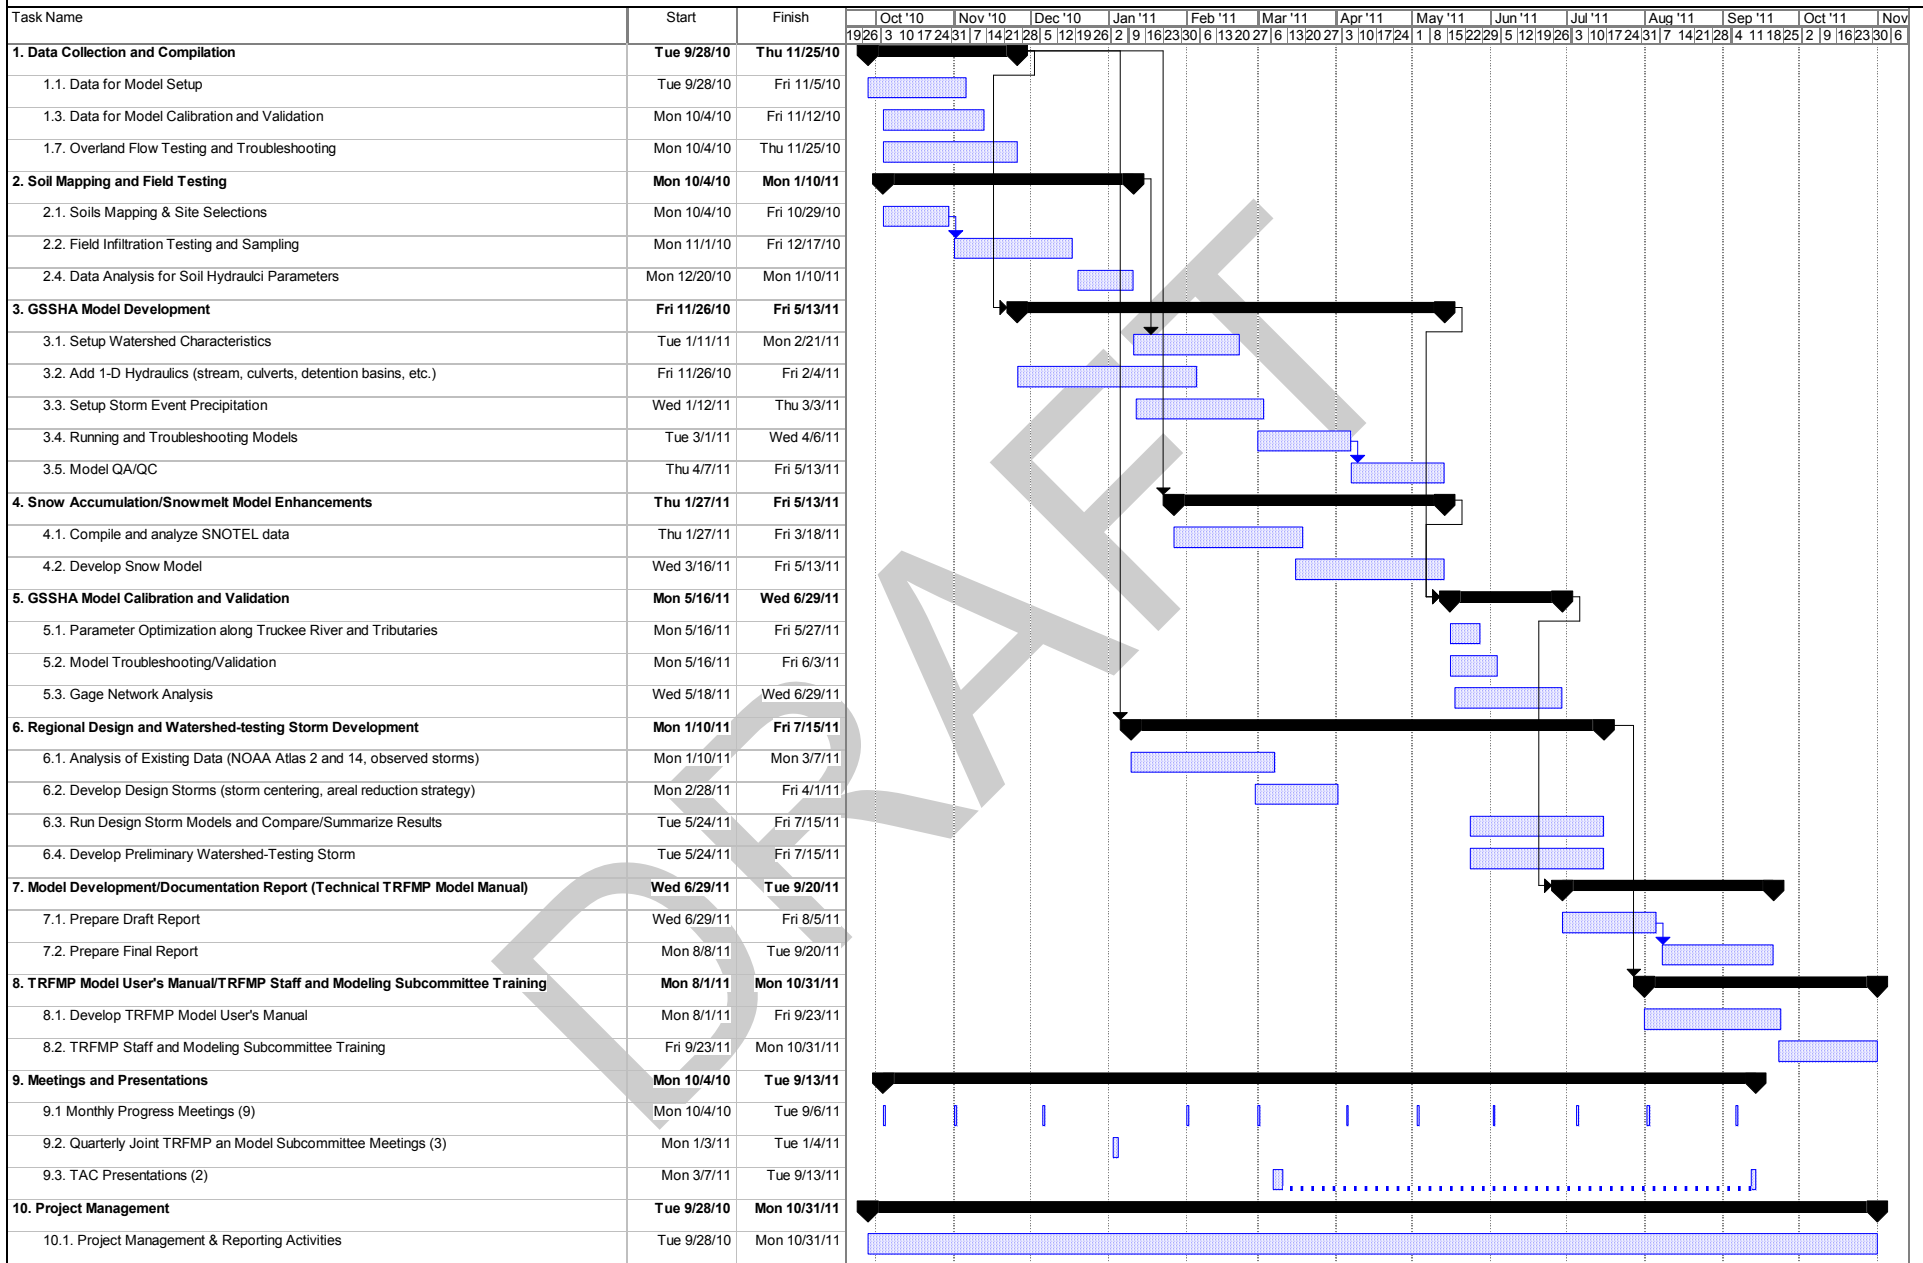 Task Name Start Finish Oct '10 Nov '10 Dec '10 Jan '11 Feb '11 Mar '11 Apr '11 May '11 Jun '11 Jul '11 Aug '11 Sep '11 Oct '11 Nov
19 26 3 10 17 24 31 7 14 21 28 5 12 19 26 2 9 16 23 30 6 13 20 27 6 13 20 27 3 10 17 24 1 8 15 22 29 5 12 19 26 3 10 17 24 31 7 14 21 28 4 11 18 25 2 9 16 23 30 6
1. Data Collection and Compilation Tue 9/28/10 Thu 11/25/10
1.1. Data for Model Setup Tue 9/28/10 Fri 11/5/10
1.3. Data for Model Calibration and Validation Mon 10/4/10 Fri 11/12/10
1.7. Overland Flow Testing and Troubleshooting Mon 10/4/10 Thu 11/25/10
2. Soil Mapping and Field Testing Mon 10/4/10 Mon 1/10/11
2.1. Soils Mapping & Site Selections Mon 10/4/10 Fri 10/29/10
2.2. Field Infiltration Testing and Sampling Mon 11/1/10 Fri 12/17/10
2.4. Data Analysis for Soil Hydraulci Parameters Mon 12/20/10 Mon 1/10/11
3. GSSHA Model Development Fri 11/26/10 Fri 5/13/11
3.1. Setup Watershed Characteristics Tue 1/11/11 Mon 2/21/11
3.2. Add 1-D Hydraulics (stream, culverts, detention basins, etc.) Fri 11/26/10 Fri 2/4/11
3.3. Setup Storm Event Precipitation Wed 1/12/11 Thu 3/3/11
3.4. Running and Troubleshooting Models Tue 3/1/11 Wed 4/6/11
3.5. Model QA/QC Thu 4/7/11 Fri 5/13/11
4. Snow Accumulation/Snowmelt Model Enhancements Thu 1/27/11 Fri 5/13/11
4.1. Compile and analyze SNOTEL data Thu 1/27/11 Fri 3/18/11
4.2. Develop Snow Model Wed 3/16/11 Fri 5/13/11
5. GSSHA Model Calibration and Validation Mon 5/16/11 Wed 6/29/11
5.1. Parameter Optimization along Truckee River and Tributaries Mon 5/16/11 Fri 5/27/11
5.2. Model Troubleshooting/Validation Mon 5/16/11 Fri 6/3/11
5.3. Gage Network Analysis Wed 5/18/11 Wed 6/29/11
6. Regional Design and Watershed-testing Storm Development Mon 1/10/11 Fri 7/15/11
6.1. Analysis of Existing Data (NOAA Atlas 2 and 14, observed storms) Mon 1/10/11 Mon 3/7/11
6.2. Develop Design Storms (storm centering, areal reduction strategy) Mon 2/28/11 Fri 4/1/11
6.3. Run Design Storm Models and Compare/Summarize Results Tue 5/24/11 Fri 7/15/11
6.4. Develop Preliminary Watershed-Testing Storm Tue 5/24/11 Fri 7/15/11
7. Model Development/Documentation Report (Technical TRFMP Model Manual) Wed 6/29/11 Tue 9/20/11
7.1. Prepare Draft Report Wed 6/29/11 Fri 8/5/11
7.2. Prepare Final Report Mon 8/8/11 Tue 9/20/11
8. TRFMP Model User's Manual/TRFMP Staff and Modeling Subcommittee Training Mon 8/1/11 Mon 10/31/11
8.1. Develop TRFMP Model User's Manual Mon 8/1/11 Fri 9/23/11
8.2. TRFMP Staff and Modeling Subcommittee Training Fri 9/23/11 Mon 10/31/11
9. Meetings and Presentations Mon 10/4/10 Tue 9/13/11
9.1 Monthly Progress Meetings (9) Mon 10/4/10 Tue 9/6/11
9.2. Quarterly Joint TRFMP an Model Subcommittee Meetings (3) Mon 1/3/11 Tue 1/4/11
9.3. TAC Presentations (2) Mon 3/7/11 Tue 9/13/11
10. Project Management Tue 9/28/10 Mon 10/31/11
10.1. Project Management & Reporting Activities Tue 9/28/10 Mon 10/31/11
DRAFT